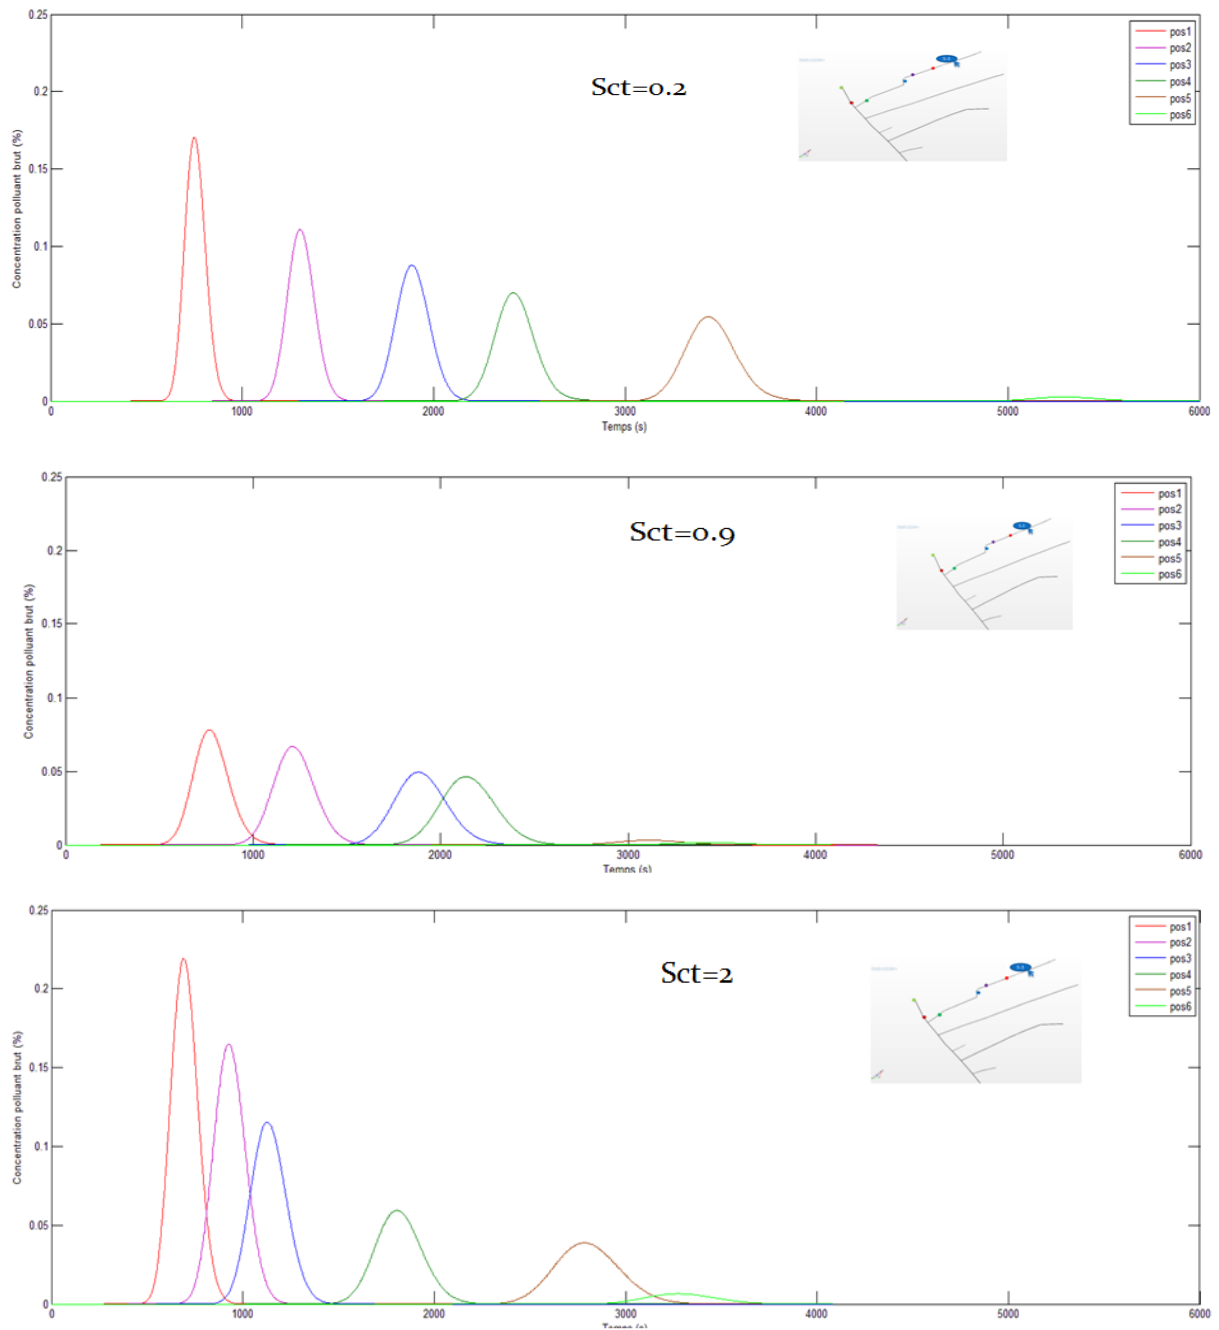 0.25
0.2
0.15
0.1
0.05
0
Concentration polluant brut (%)
Sct=0.2
pos1
pos2
pos3
pos4
pos5
pos6
0 1000 2000 3000 4000 5000 6000
Temps (s)
0.25
0.2
0.15
0.1
0.05
0
Concentration polluant brut (%)
Sct=0.9
pos1
pos2
pos3
pos4
pos5
pos6
0 1000 2000 3000 4000 5000 6000
Temps (s)
0.25
0.2
0.15
0.1
0.05
0
Concentration polluant brut (%)
Sct=2
pos1
pos2
pos3
pos4
pos5
pos6
0 1000 2000 3000 4000 5000 6000
Temps (s)